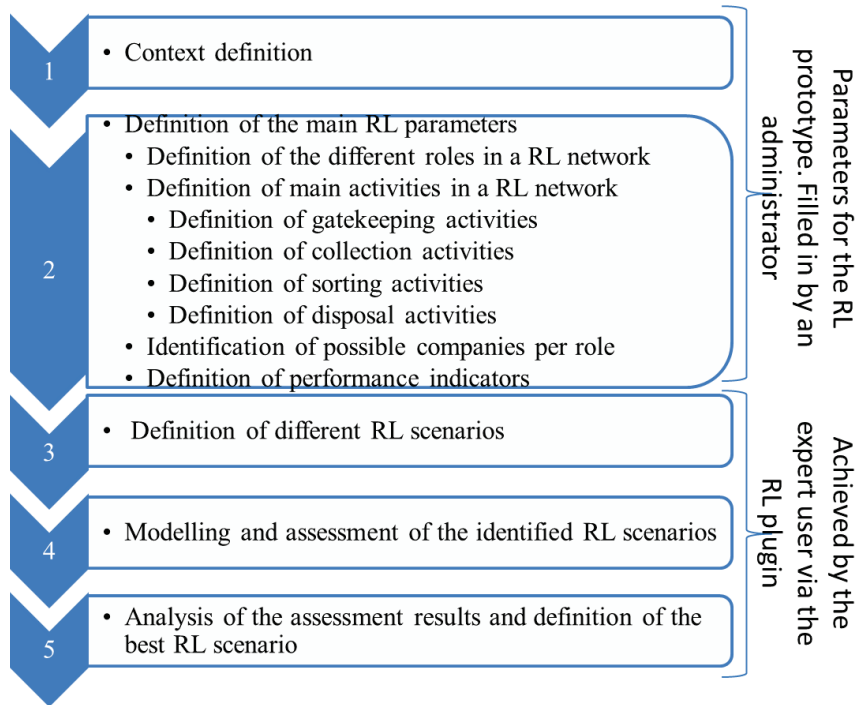 1
• Context definition
2
• Definition of the main RL parameters
• Definition of the different roles in a RL network
• Definition of main activities in a RL network
• Definition of gatekeeping activities
• Definition of collection activities
• Definition of sorting activities
• Definition of disposal activities
• Identification of possible companies per role
• Definition of performance indicators
3
• Definition of different RL scenarios
4
• Modelling and assessment of the identified RL scenarios
5
• Analysis of the assessment results and definition of the
best RL scenario
Parameters for the RL
prototype. Filled in by an
administrator
Achieved by the
expert user via the
RL plugin